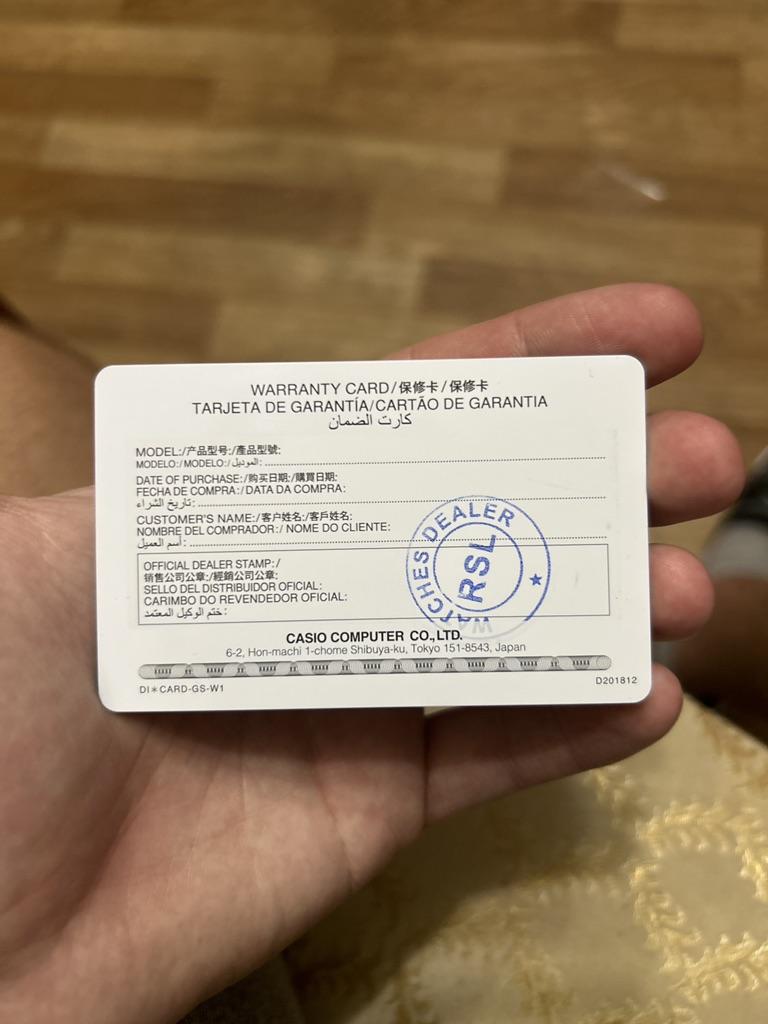 WARRANTY CARD/保修卡/保修卡
TARJETA DE GARANTÍA/CARTÃO DE GARANTIA
كارت الضمان
MODEL:/产品型号:/產品型號:
MODELO:/MODELO/الموديل:
DATE OF PURCHASE:/购买日期:/購買日期:
FECHA DE COMPRA:/DATA DA COMPRA:
تاريخ الشراء:
CUSTOMER'S NAME:/客户姓名:/客戶姓名:
NOMBRE DEL COMPRADOR:/ NOME DO CLIENTE:
أسم العميل:
OFFICIAL DEALER STAMP:/
销售公司公章:/經銷公司公章:
SELLO DEL DISTRIBUIDOR OFICIAL:
CARIMBO DO REVENDEDOR OFICIAL:
ختم الوكيل المعتمد:
WATCHES DEALER
RSL
★
CASIO COMPUTER CO.,LTD.
6-2, Hon-machi 1-chome Shibuya-ku, Tokyo 151-8543, Japan
DI＊CARD-GS-W1
D201812